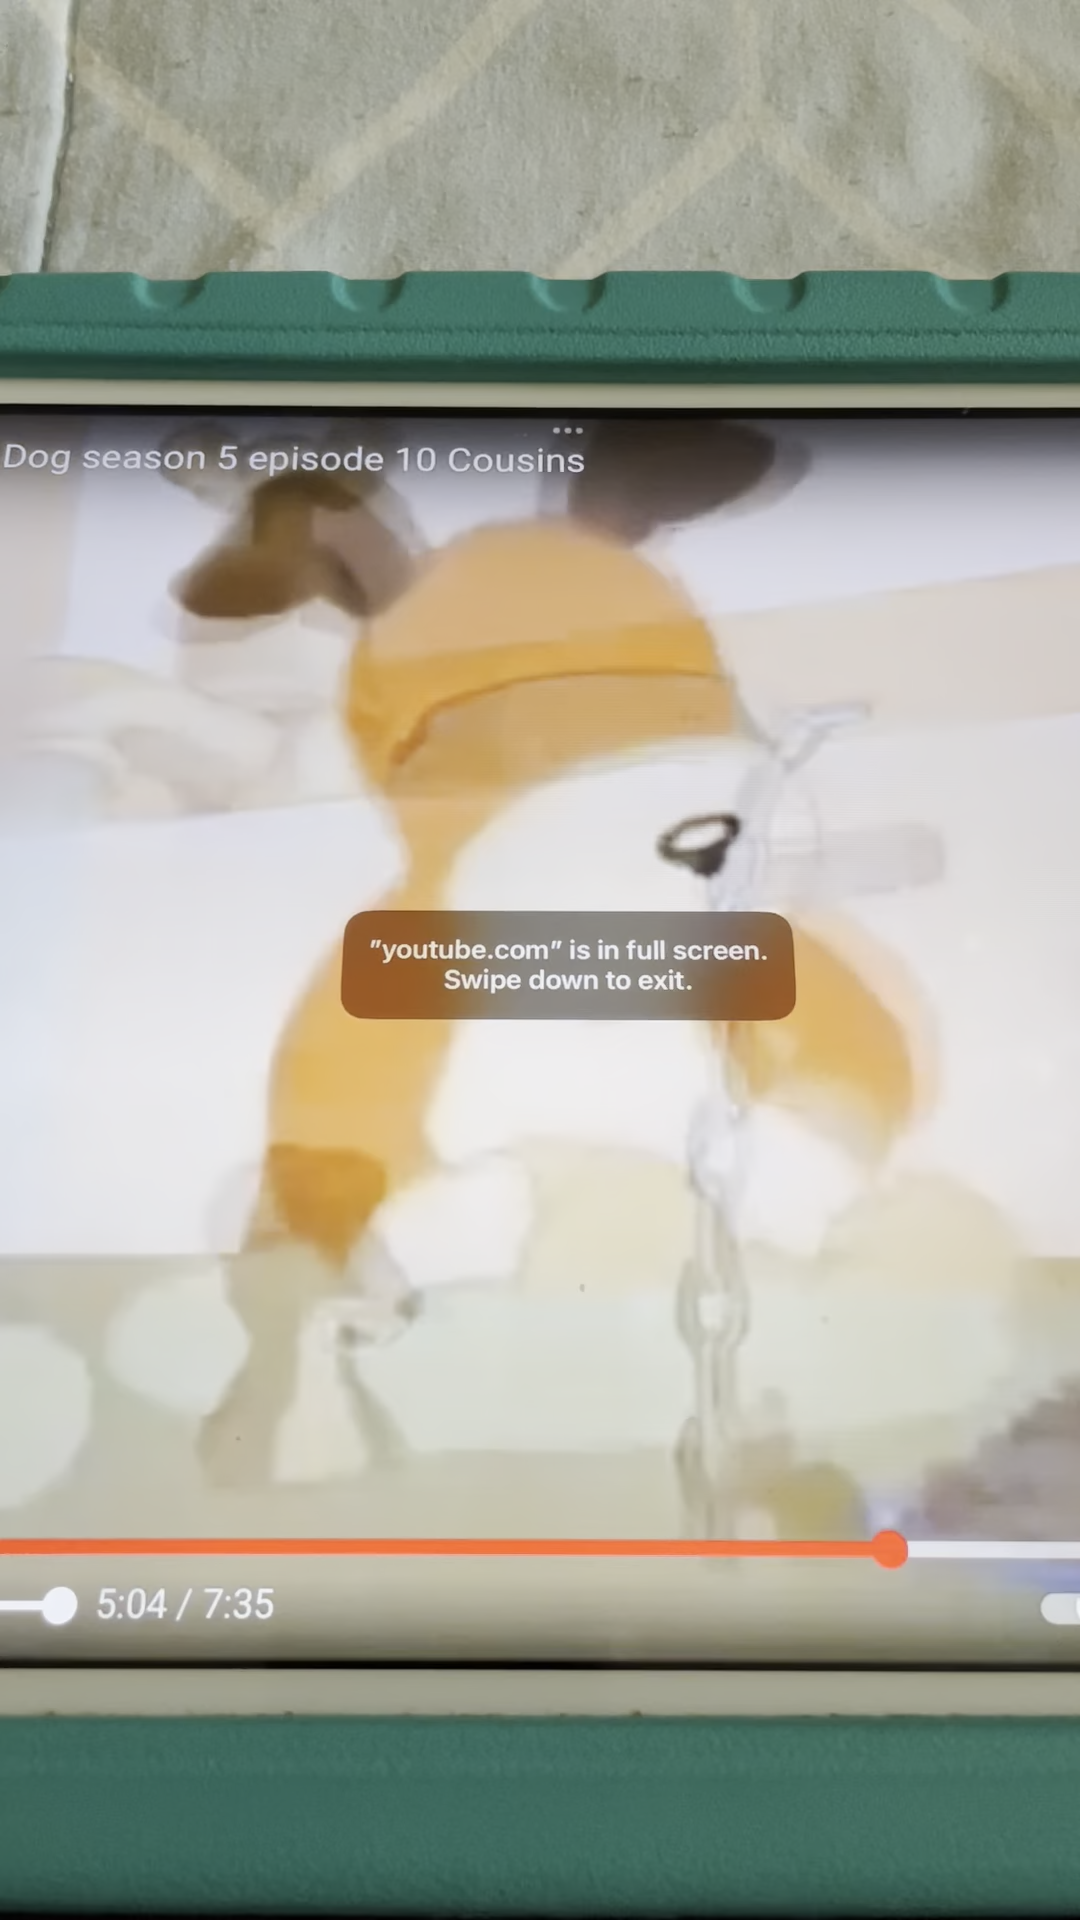 Dog season 5 episode 10 Cousins
"youtube.com" is in full screen.
Swipe down to exit.
5:04 / 7:35